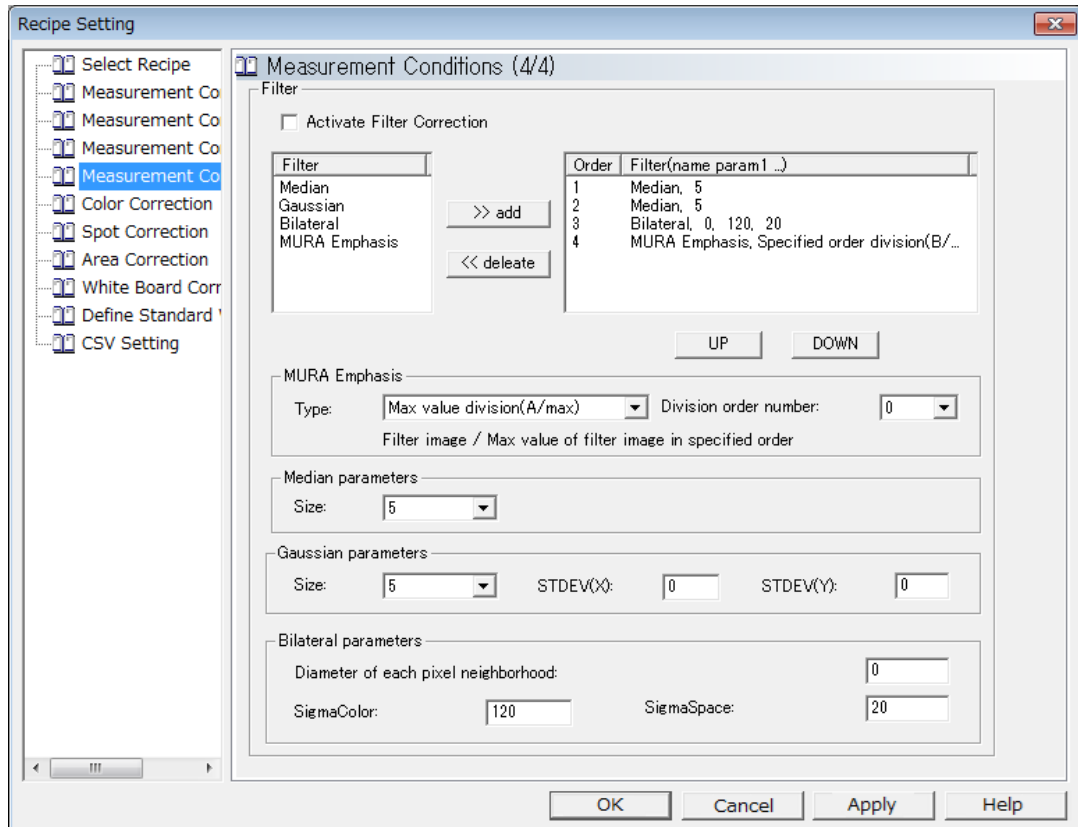 Recipe Setting
Select Recipe
Measurement Co
Measurement Co
Measurement Co
Measurement Co
Color Correction
Spot Correction
Area Correction
White Board Corr
Define Standard
CSV Setting
Measurement Conditions (4/4)
Filter
Activate Filter Correction
Filter
Median
Gaussian
Bilateral
MURA Emphasis
>> add
<< deleate
Order Filter(name param1 ...)
1 Median, 5
2 Median, 5
3 Bilateral, 0, 120, 20
4 MURA Emphasis, Specified order division(B/...
UP DOWN
MURA Emphasis
Type: Max value division(A/max) Division order number: 0
Filter image / Max value of filter image in specified order
Median parameters
Size: 5
Gaussian parameters
Size: 5 STDEV(X): 0 STDEV(Y): 0
Bilateral parameters
Diameter of each pixel neighborhood: 0
SigmaColor: 120 SigmaSpace: 20
OK Cancel Apply Help